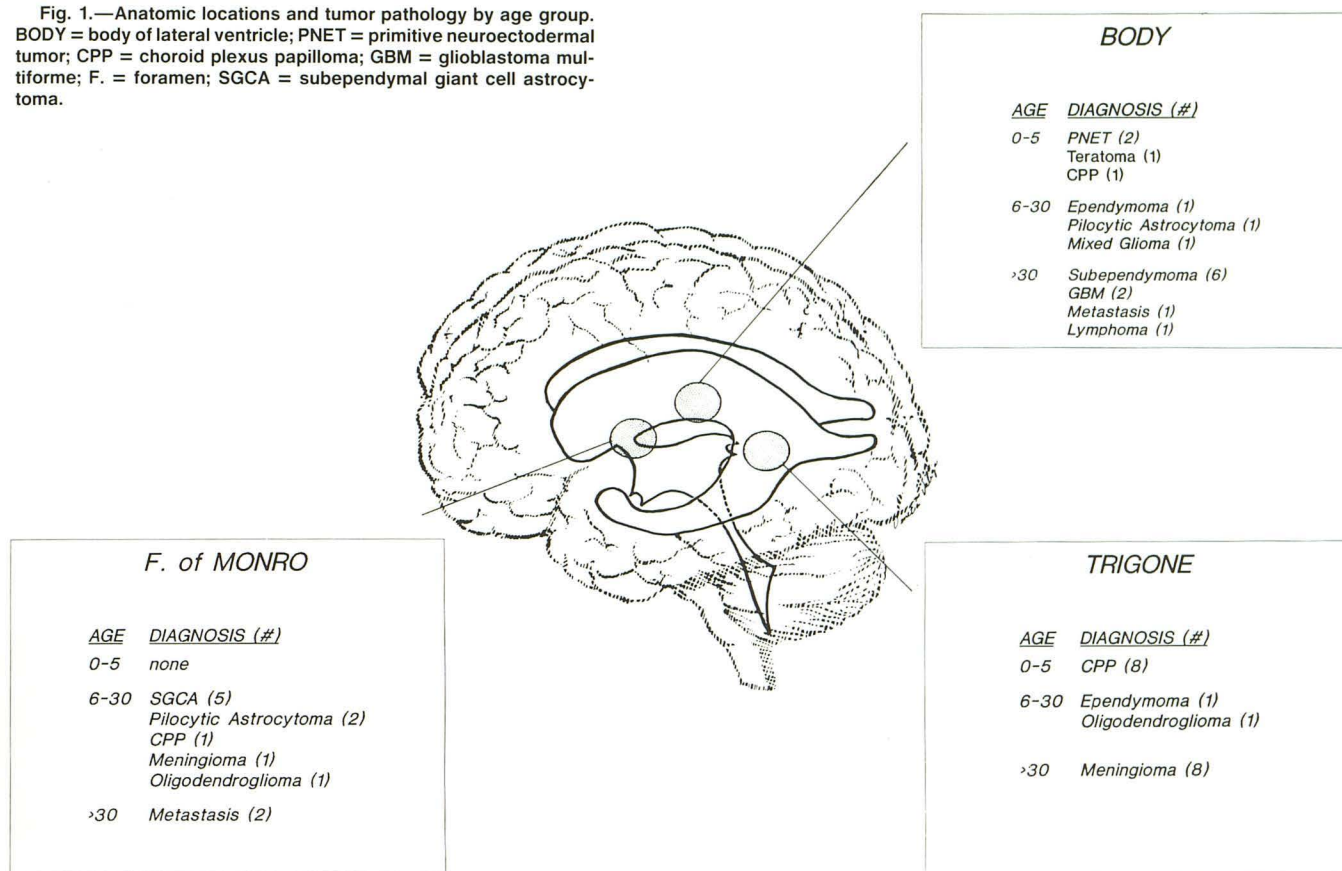 Fig. 1.—Anatomic locations and tumor pathology by age group.
BODY = body of lateral ventricle; PNET = primitive neuroectodermal
tumor; CPP = choroid plexus papilloma; GBM = glioblastoma mul-
tiforme; F. = foramen; SGCA = subependymal giant cell astrocy-
toma.
BODY
AGE DIAGNOSIS (#)
0-5 PNET (2)
Teratoma (1)
CPP (1)
6-30 Ependymoma (1)
Pilocytic Astrocytoma (1)
Mixed Glioma (1)
>30 Subependymoma (6)
GBM (2)
Metastasis (1)
Lymphoma (1)
F. of MONRO
AGE DIAGNOSIS (#)
0-5 none
6-30 SGCA (5)
Pilocytic Astrocytoma (2)
CPP (1)
Meningioma (1)
Oligodendroglioma (1)
>30 Metastasis (2)
TRIGONE
AGE DIAGNOSIS (#)
0-5 CPP (8)
6-30 Ependymoma (1)
Oligodendroglioma (1)
>30 Meningioma (8)